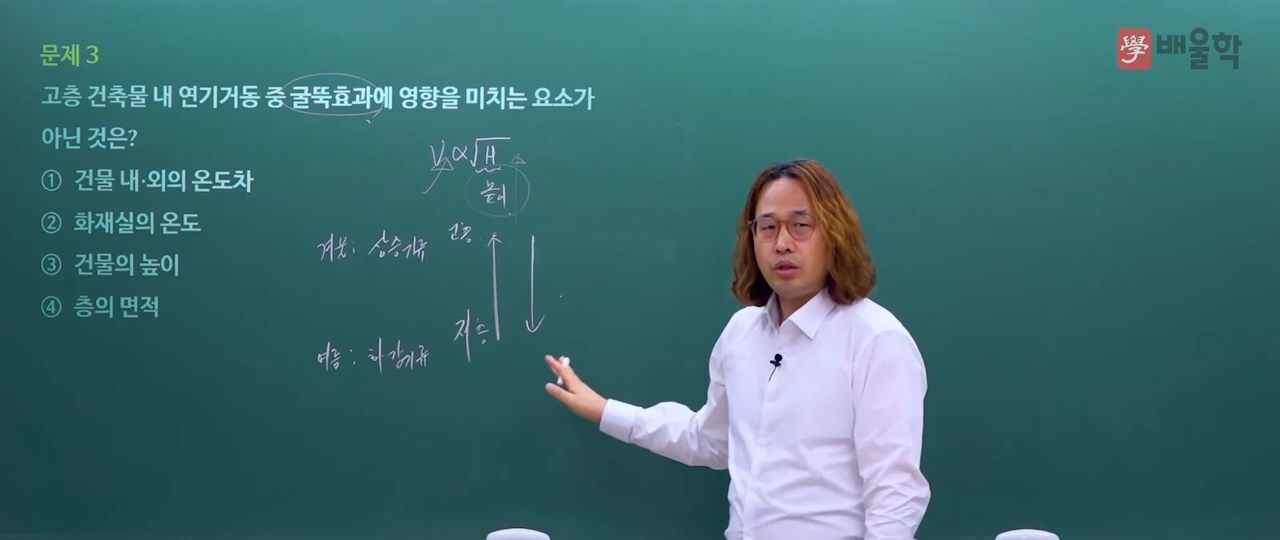 學 배울학
문제 3
고층 건축물 내 연기거동 중 굴뚝효과에 영향을 미치는 요소가
아닌 것은?
① 건물 내·외의 온도차
② 화재실의 온도
③ 건물의 높이
④ 층의 면적
V∝√H
높이
겨울: 상승기류
고층
저층
여름: 하강기류